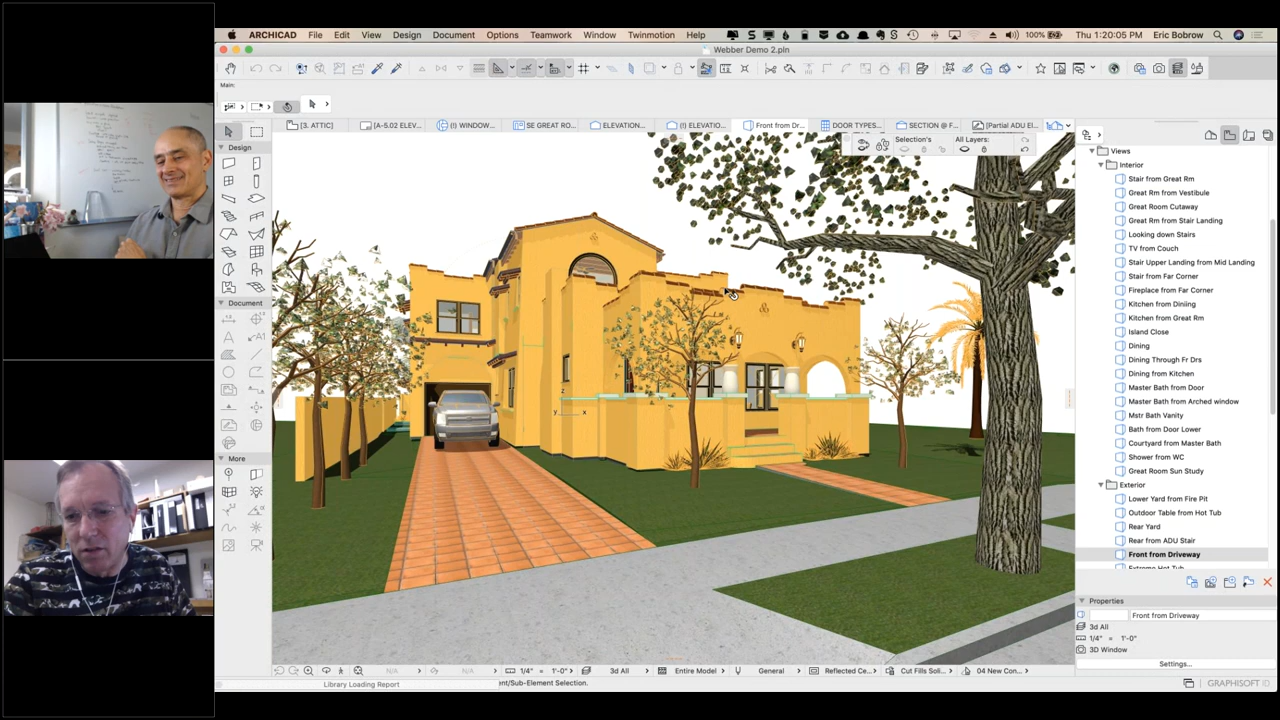 ARCHICAD File Edit View Design Document Options Teamwork Window Twinmotion Help 100% Thu 1:20:05 PM Eric Bobrow
Webber Demo 2.pln
Main:
[3. ATTIC] [A-5.02 ELEV... (!) WINDOW... SE GREAT RO... ELEVATION... (!) ELEVATIO... Front from Dr... DOOR TYPES... SECTION @ F... [Partial ADU El...
Selection's All Layers:
Design
Document
More
Views
Interior
Stair from Great Rm
Great Rm from Vestibule
Great Room Cutaway
Great Rm from Stair Landing
Looking down Stairs
TV from Couch
Stair Upper Landing from Mid Landing
Stair from Far Corner
Fireplace from Far Corner
Kitchen from Diniing
Kitchen from Great Rm
Island Close
Dining
Dining Through Fr Drs
Dining from Kitchen
Master Bath from Door
Master Bath from Arched window
Mstr Bath Vanity
Bath from Door Lower
Courtyard from Master Bath
Shower from WC
Great Room Sun Study
Exterior
Lower Yard from Fire Pit
Outdoor Table from Hot Tub
Rear Yard
Rear from ADU Stair
Front from Driveway
Extreme Hot Tub
Properties
Front from Driveway
3d All
1/4" = 1'-0"
3D Window
Settings...
z
y x
N/A N/A 1/4" = 1'-0" 3d All Entire Model General Reflected Ce... Cut Fills Soli... 04 New Con...
Library Loading Report nt/Sub-Element Selection.
GRAPHISOFT ID